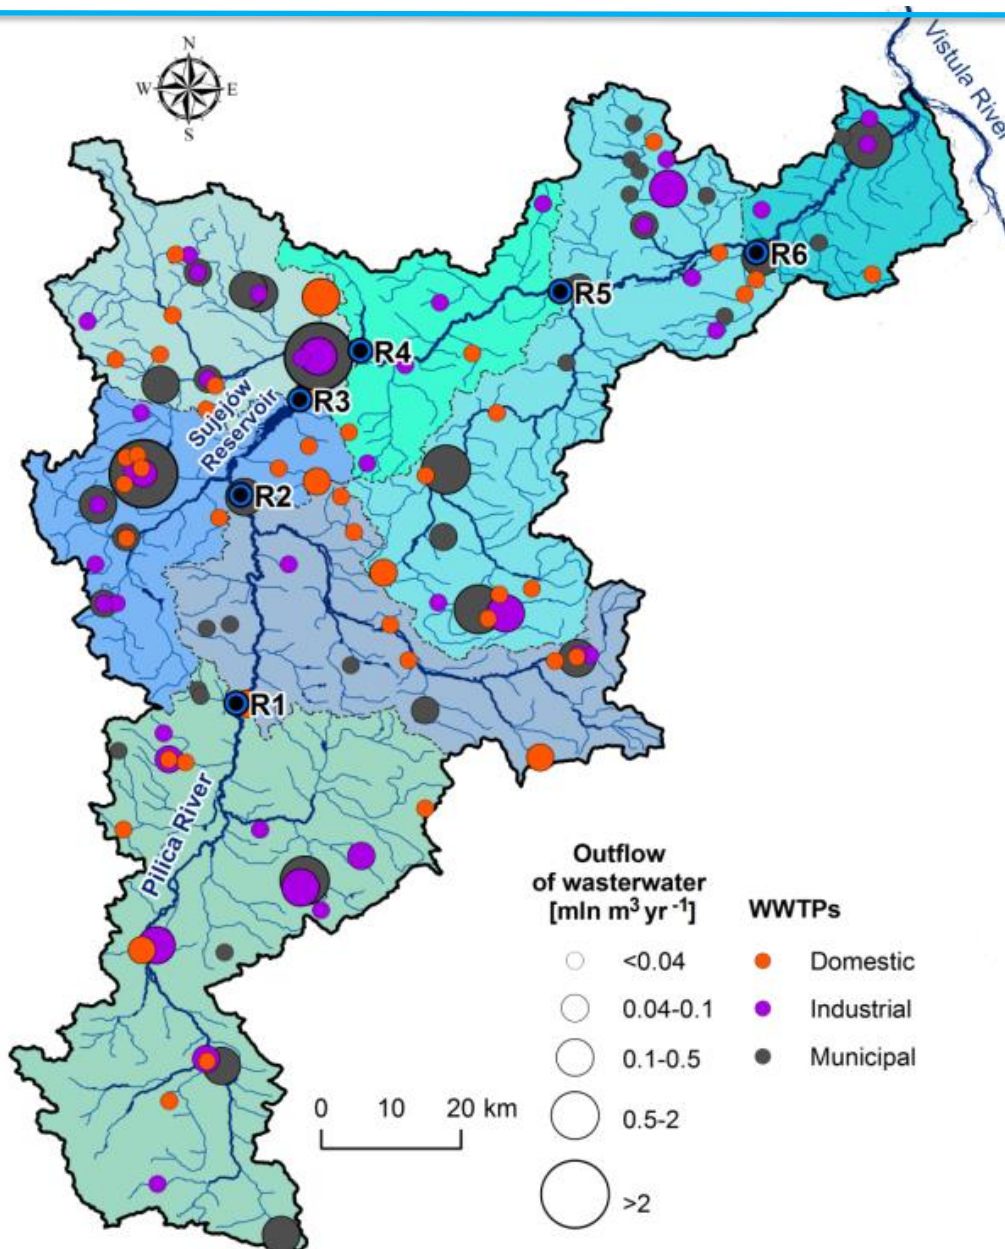 N
W E
S
Vistula River
R6
R5
R4
R3
Sujejów
Reservoir
R2
R1
Pilica River
Outflow
of wasterwater
[mln m³ yr⁻¹] WWTPs
<0.04 Domestic
0.04-0.1 Industrial
0.1-0.5 Municipal
0.5-2
>2
0 10 20 km